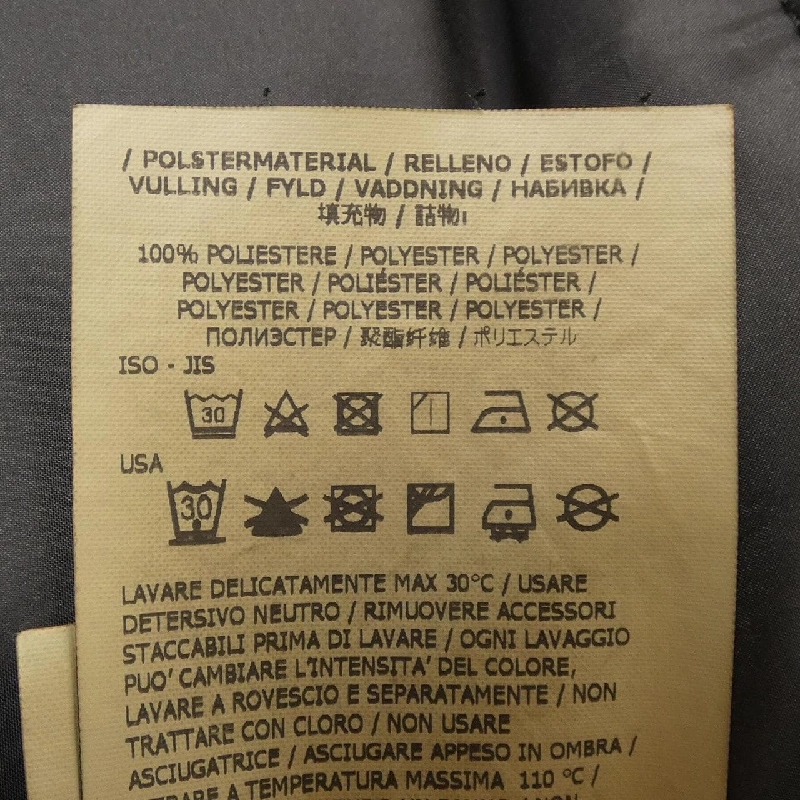 / POLSTERMATERIAL / RELLENO / ESTOFO /
VULLING / FYLD / VADDNING / НАБИВКА /
填充物 / 詰物
100% POLIESTERE / POLYESTER / POLYESTER /
POLYESTER / POLIÉSTER / POLIÉSTER /
POLYESTER / POLYESTER / POLYESTER /
ПОЛИЭСТЕР / 聚酯纤维 / ポリエステル
ISO - JIS
30
USA
30
LAVARE DELICATAMENTE MAX 30°C / USARE
DETERSIVO NEUTRO / RIMUOVERE ACCESSORI
STACCABILI PRIMA DI LAVARE / OGNI LAVAGGIO
PUO' CAMBIARE L'INTENSITA' DEL COLORE,
LAVARE A ROVESCIO E SEPARATAMENTE / NON
TRATTARE CON CLORO / NON USARE
ASCIUGATRICE / ASCIUGARE APPESO IN OMBRA /
A TEMPERATURA MASSIMA 110 °C /